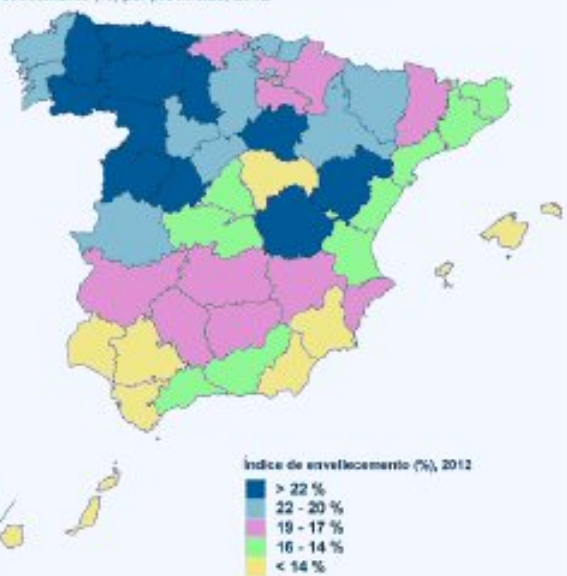 Índice de envellecemento (%), 2012
> 22 %
22 - 20 %
19 - 17 %
16 - 14 %
< 14 %